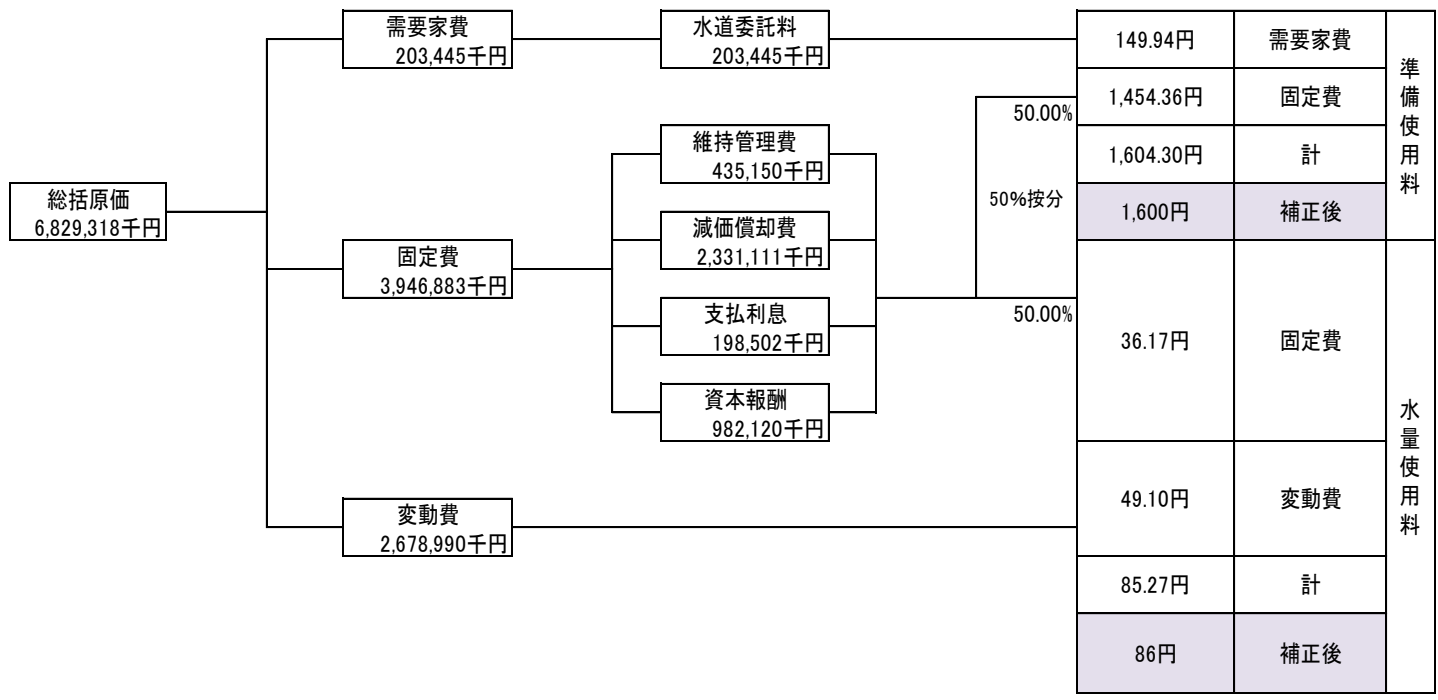 総括原価
6,829,318千円
需要家費
203,445千円
固定費
3,946,883千円
変動費
2,678,990千円
水道委託料
203,445千円
維持管理費
435,150千円
減価償却費
2,331,111千円
支払利息
198,502千円
資本報酬
982,120千円
50.00%
50%按分
50.00%
149.94円 需要家費
1,454.36円 固定費
1,604.30円 計
1,600円 補正後
準備使用料
36.17円 固定費
49.10円 変動費
85.27円 計
86円 補正後
水量使用料